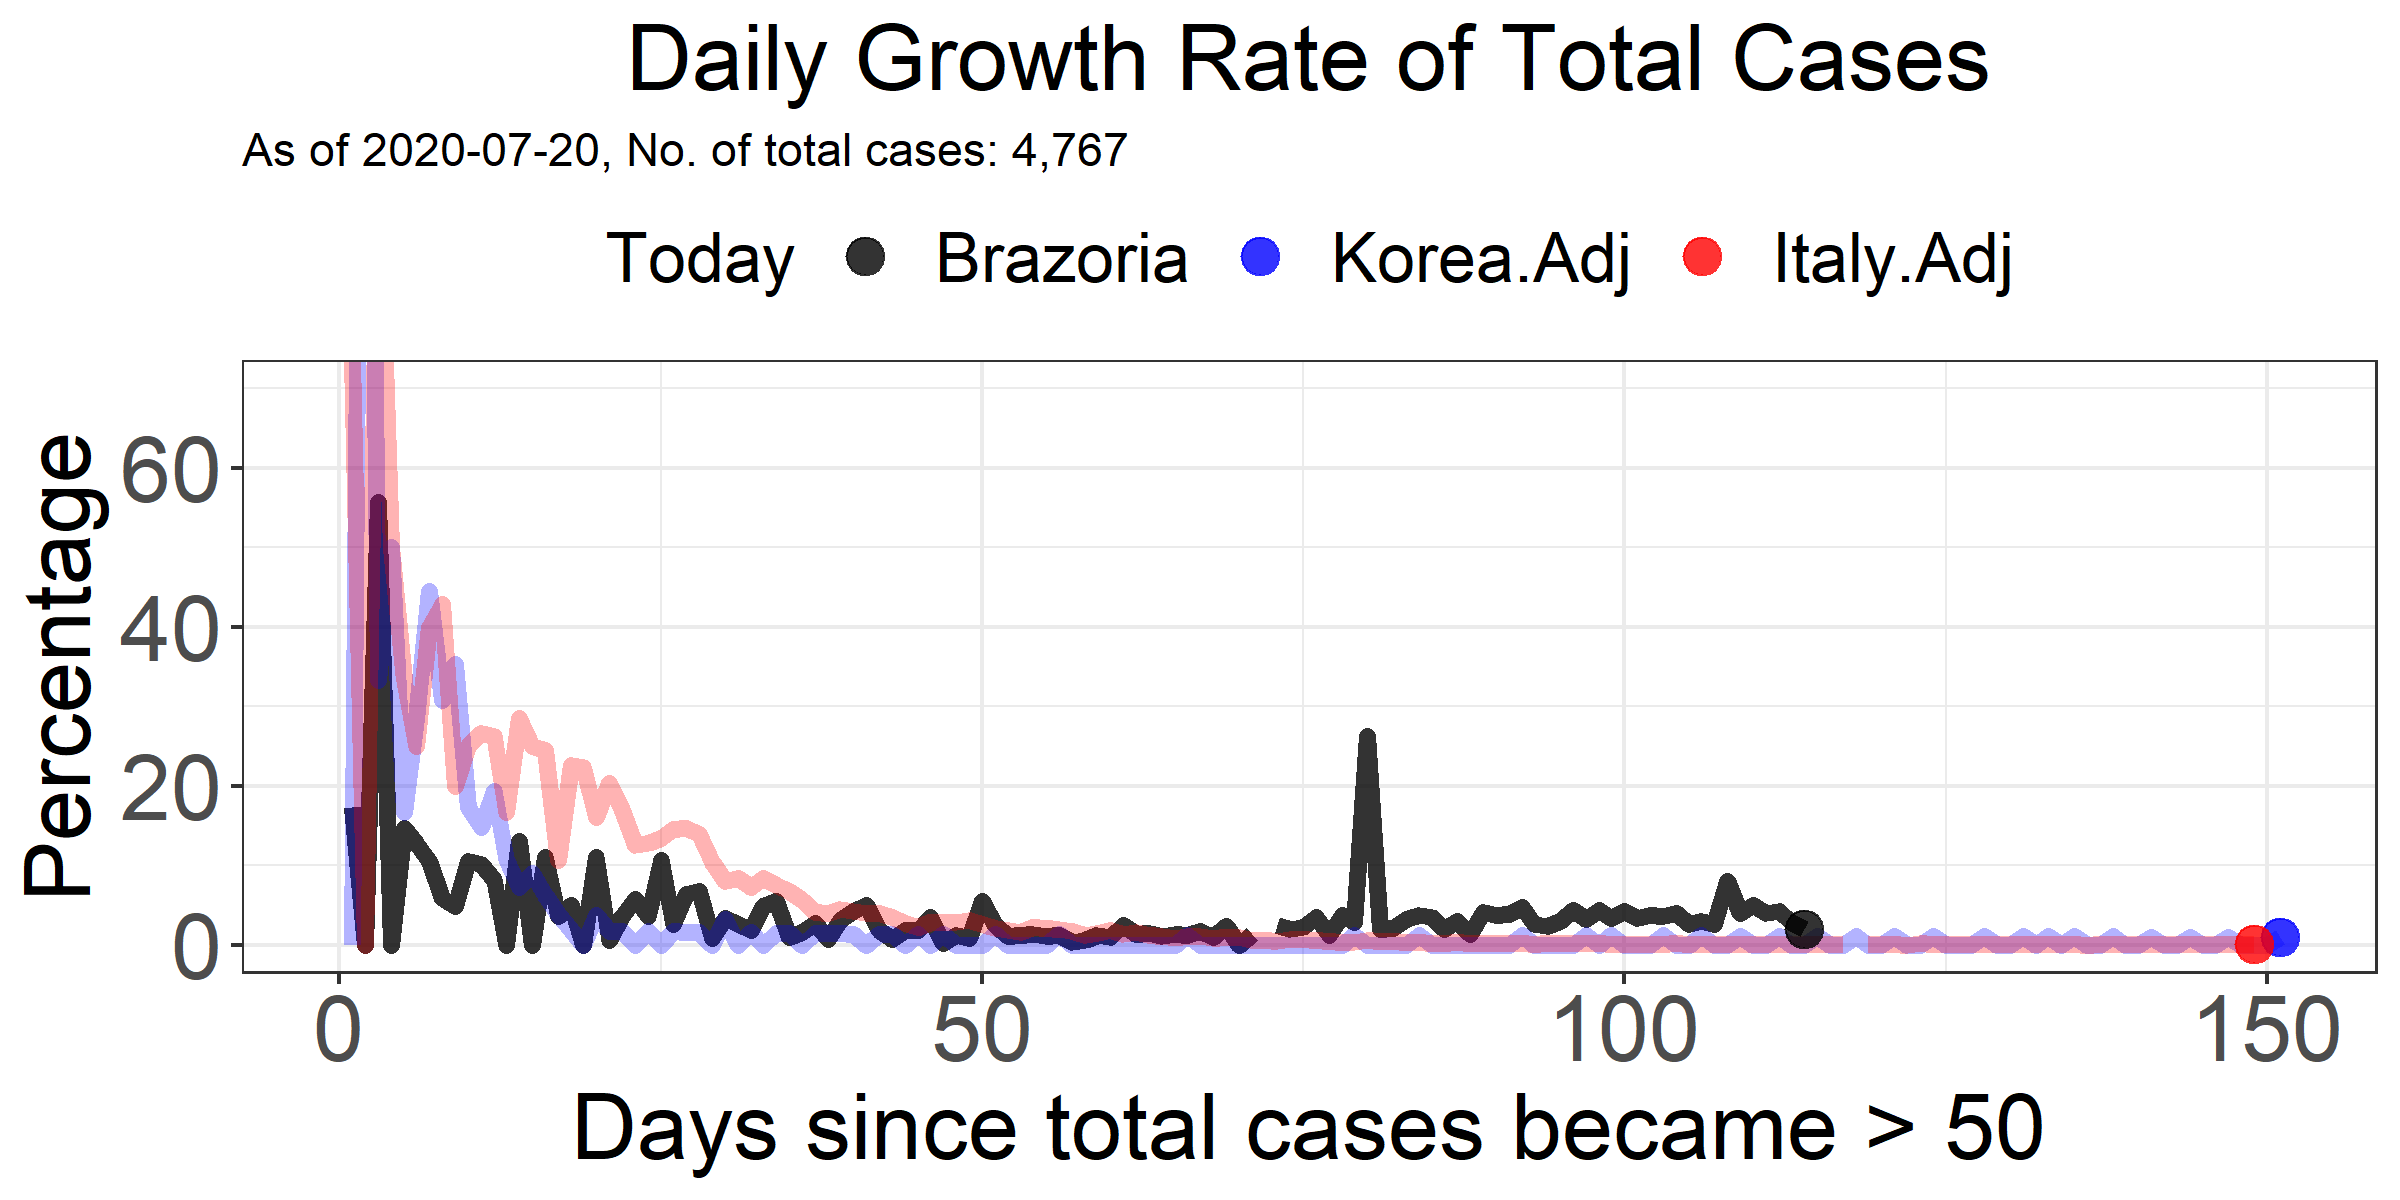 Daily Growth Rate of Total Cases
As of 2020-07-20, No. of total cases: 4,767
Today Brazoria Korea.Adj Italy.Adj
Percentage
60
40
20
0
0 50 100 150
Days since total cases became > 50